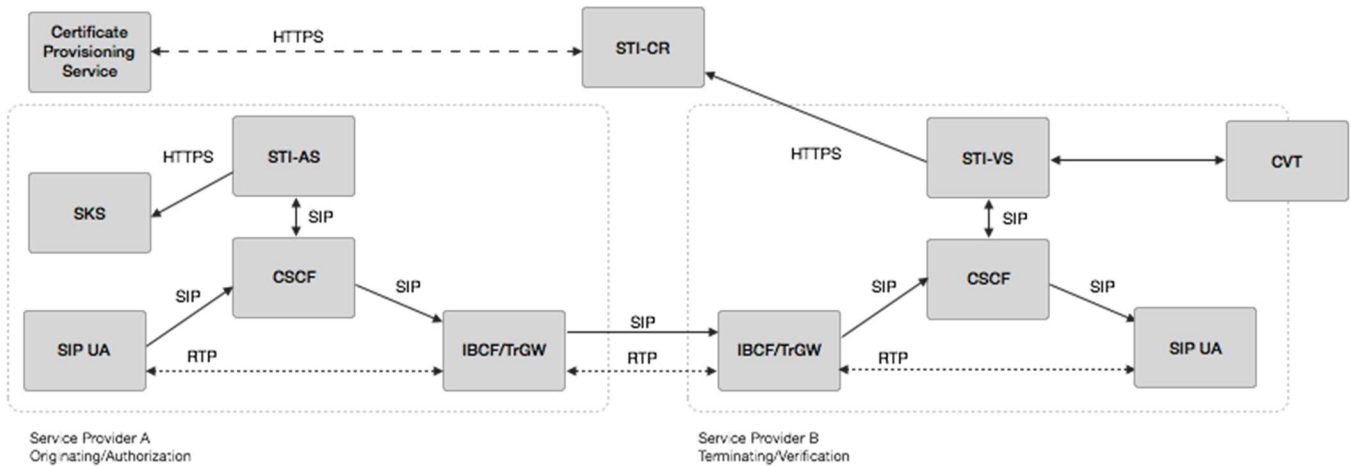 Certificate
Provisioning
Service
HTTPS
STI-CR
HTTPS
STI-AS
SKS
SIP
CSCF
SIP
SIP
SIP UA
RTP
IBCF/TrGW
SIP
RTP
HTTPS
STI-VS
CVT
SIP
CSCF
SIP
SIP
IBCF/TrGW
RTP
SIP UA
Service Provider A
Originating/Authorization
Service Provider B
Terminating/Verification